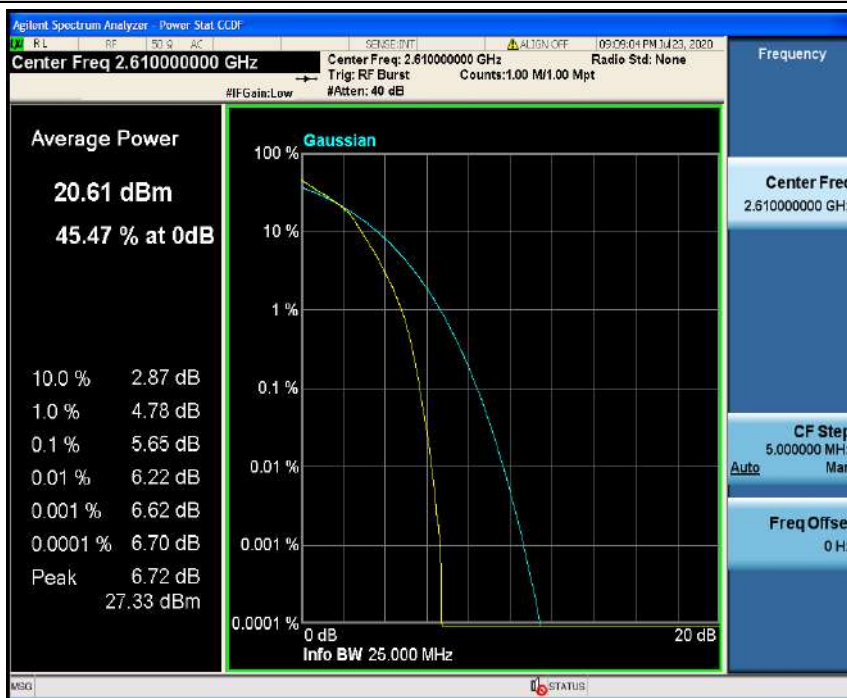 Agilent Spectrum Analyzer - Power Stat CCDF
RL RF 50 Ω AC SENSE:INT ALIGN OFF 09:09:04 PM Jul 23, 2020
Center Freq 2.610000000 GHz
Center Freq: 2.610000000 GHz Radio Std: None
Trig: RF Burst Counts:1.00 M/1.00 Mpt
#IFGain:Low #Atten: 40 dB
Frequency
Average Power
20.61 dBm
45.47 % at 0dB
10.0 % 2.87 dB
1.0 % 4.78 dB
0.1 % 5.65 dB
0.01 % 6.22 dB
0.001 % 6.62 dB
0.0001 % 6.70 dB
Peak 6.72 dB
27.33 dBm
Gaussian
100 %
10 %
1 %
0.1 %
0.01 %
0.001 %
0.0001 %
0 dB 20 dB
Info BW 25.000 MHz
Center Fre
2.610000000 GH
CF Step
5.000000 MH
Auto Man
Freq Offse
0 H
MSG STATUS